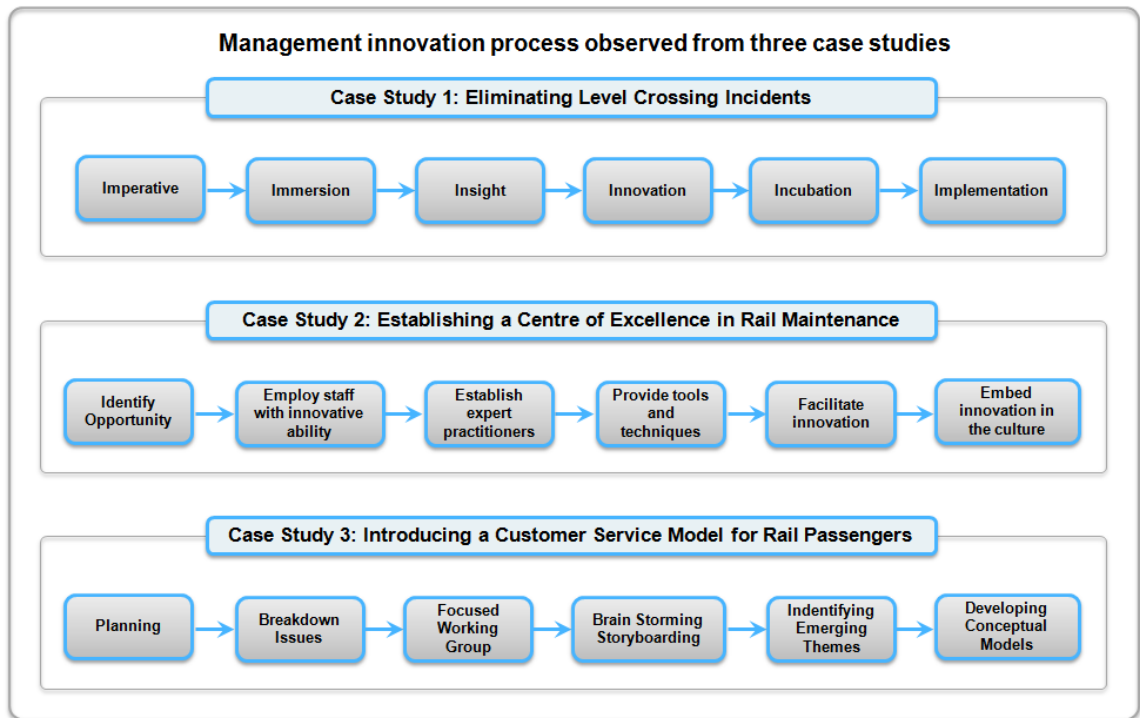 Management innovation process observed from three case studies
Case Study 1: Eliminating Level Crossing Incidents
Imperative
Immersion
Insight
Innovation
Incubation
Implementation
Case Study 2: Establishing a Centre of Excellence in Rail Maintenance
Identify
Opportunity
Employ staff
with innovative
ability
Establish
expert
practitioners
Provide tools
and
techniques
Facilitate
innovation
Embed
innovation in
the culture
Case Study 3: Introducing a Customer Service Model for Rail Passengers
Planning
Breakdown
Issues
Focused
Working
Group
Brain Storming
Storyboarding
Indentifying
Emerging
Themes
Developing
Conceptual
Models